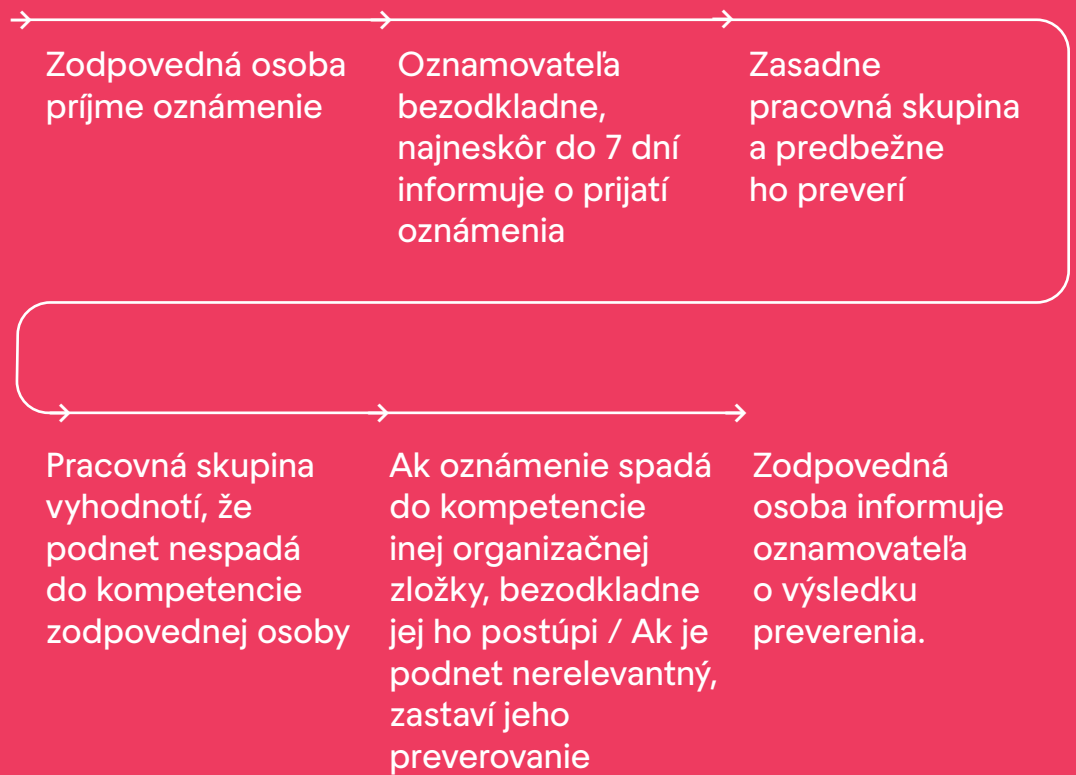 Zodpovedná osoba
príjme oznámenie
Oznamovateľa
bezodkladne,
najneskôr do 7 dní
informuje o prijatí
oznámenia
Zasadne
pracovná skupina
a predbežne
ho preverí
Pracovná skupina
vyhodnotí, že
podnet nespadá
do kompetencie
zodpovednej osoby
Ak oznámenie spadá
do kompetencie
inej organizačnej
zložky, bezodkladne
jej ho postúpi / Ak je
podnet nerelevantný,
zastaví jeho
preverovanie
Zodpovedná
osoba informuje
oznamovateľa
o výsledku
preverenia.